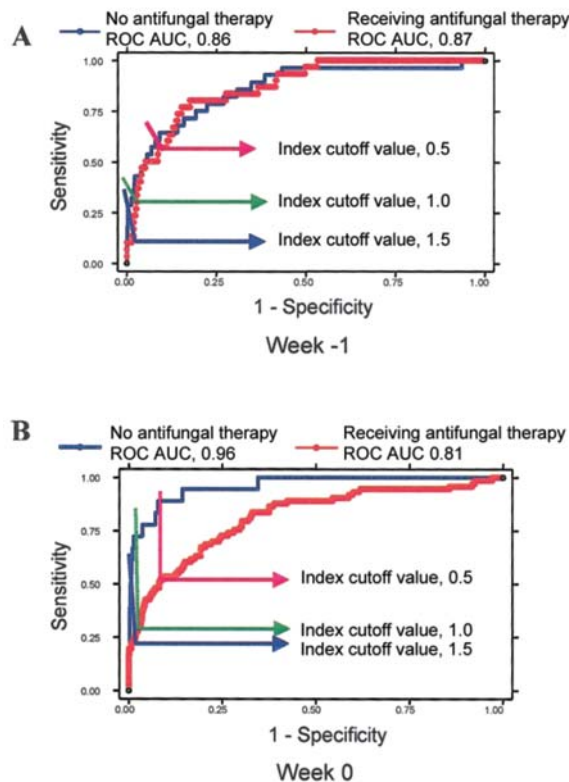 A
No antifungal therapy
ROC AUC, 0.86
Receiving antifungal therapy
ROC AUC, 0.87
1.00
0.75
0.50
0.25
0.00
Sensitivity
Index cutoff value, 0.5
Index cutoff value, 1.0
Index cutoff value, 1.5
0.00 0.25 0.50 0.75 1.00
1 - Specificity
Week -1
B
No antifungal therapy
ROC AUC, 0.96
Receiving antifungal therapy
ROC AUC 0.81
1.00
0.75
0.50
0.25
0.00
Sensitivity
Index cutoff value, 0.5
Index cutoff value, 1.0
Index cutoff value, 1.5
0.00 0.25 0.50 0.75 1.00
1 - Specificity
Week 0